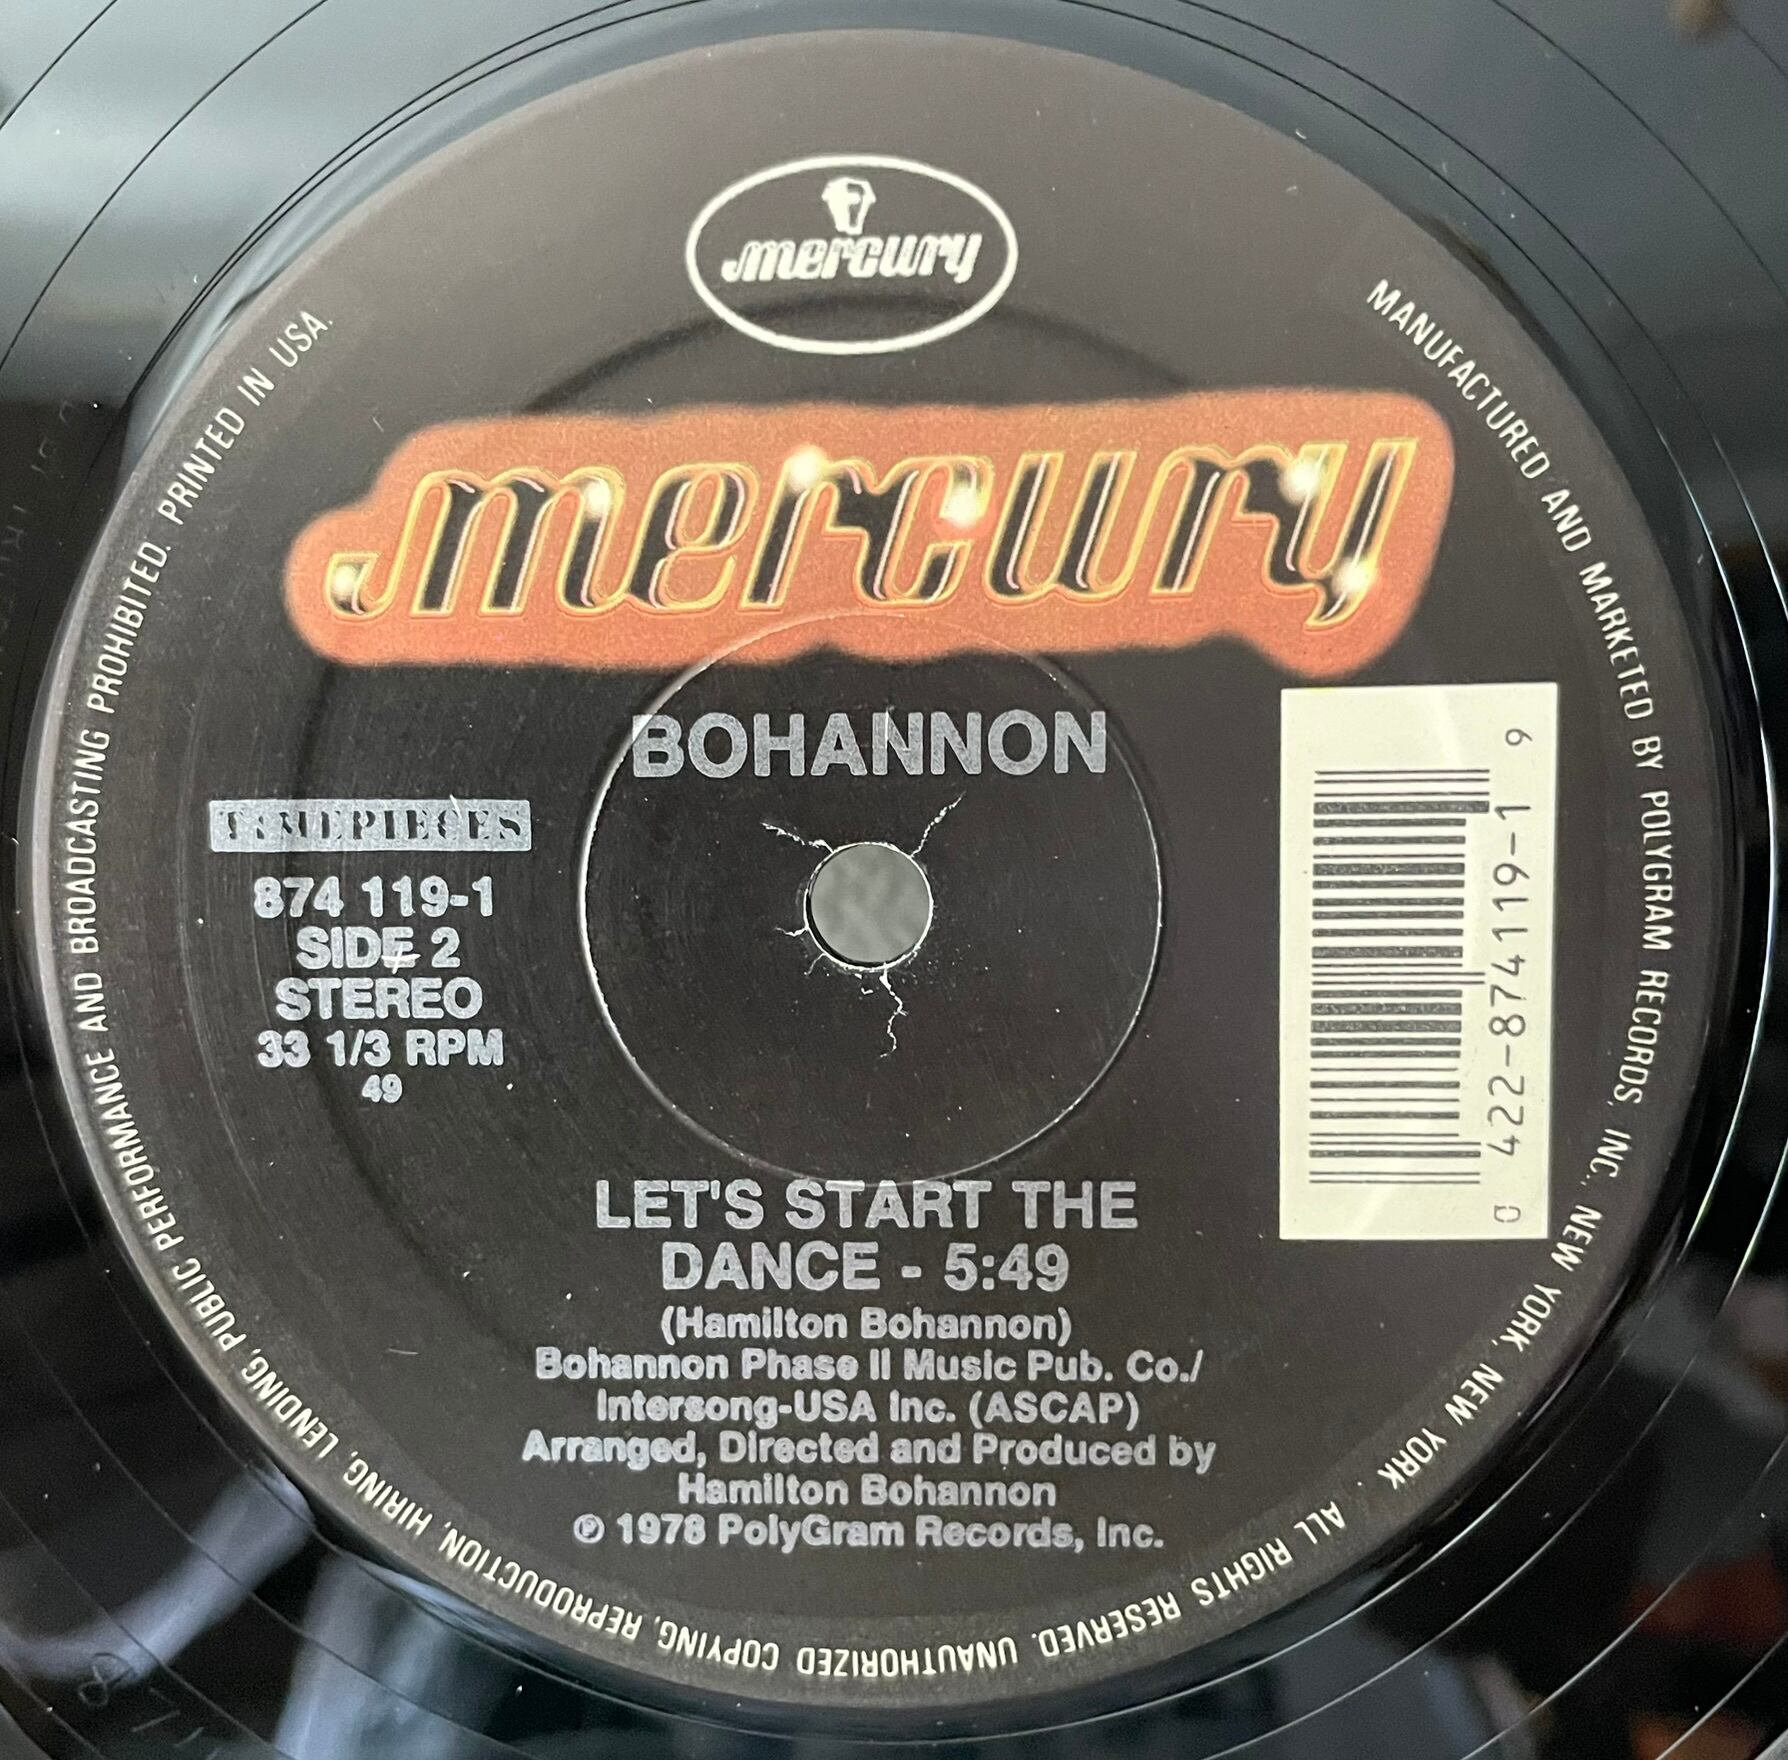 mercury
mercury
BOHANNON
TIMEPIECES
874 119-1
SIDE 2
STEREO
33 1/3 RPM
49
0 422-874119-1 9
LET'S START THE
DANCE - 5:49
(Hamilton Bohannon)
Bohannon Phase II Music Pub. Co./
Intersong-USA Inc. (ASCAP)
Arranged, Directed and Produced by
Hamilton Bohannon
℗ 1978 PolyGram Records, Inc.
MANUFACTURED AND MARKETED BY POLYGRAM RECORDS, INC., NEW YORK, NEW YORK. ALL RIGHTS RESERVED. UNAUTHORIZED COPYING, REPRODUCTION, HIRING, LENDING, PUBLIC PERFORMANCE AND BROADCASTING PROHIBITED. PRINTED IN USA.